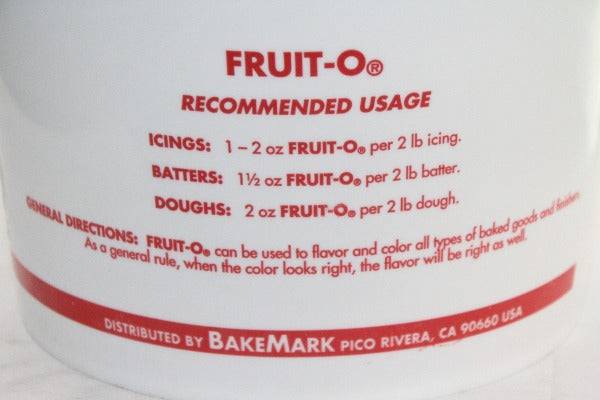 FRUIT-O®
RECOMMENDED USAGE
ICINGS: 1 – 2 oz FRUIT-O® per 2 lb icing.
BATTERS: 1½ oz FRUIT-O® per 2 lb batter.
DOUGHS: 2 oz FRUIT-O® per 2 lb dough.
GENERAL DIRECTIONS: FRUIT-O® can be used to flavor and color all types of baked goods and finishes.
As a general rule, when the color looks right, the flavor will be right as well.
DISTRIBUTED BY BAKEMARK PICO RIVERA, CA 90660 USA